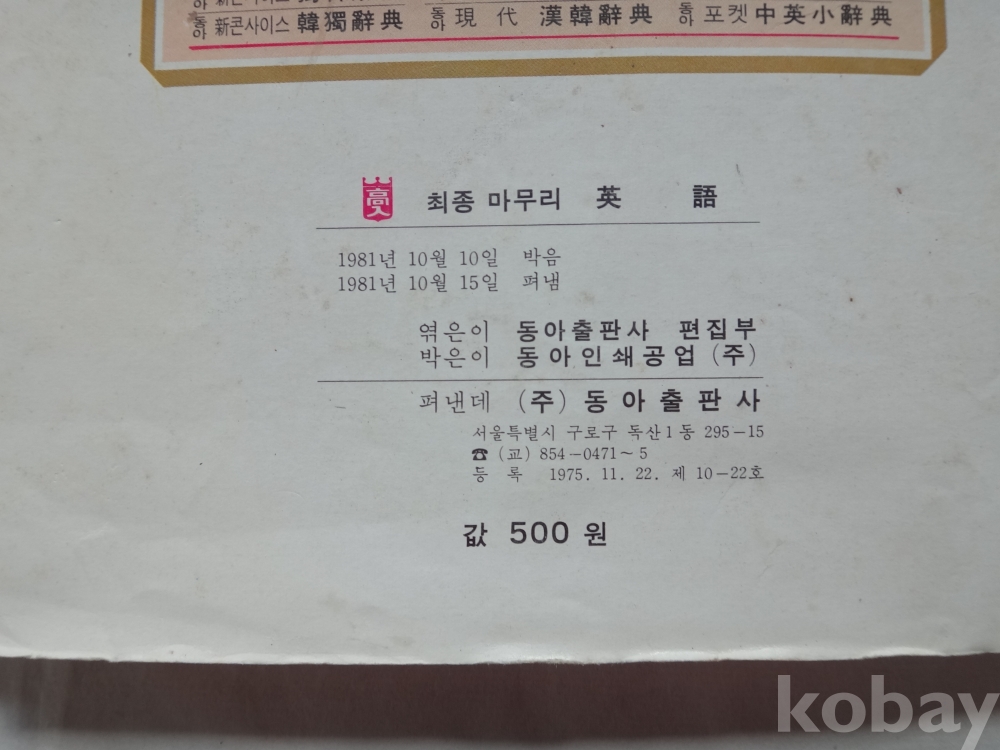 동아 新콘사이스 韓獨辭典 동아 現代 漢韓辭典 동아 포켓 中英小辭典
高入 최종 마무리 英 語
1981년 10월 10일 박음
1981년 10월 15일 펴냄
엮은이 동아출판사 편집부
박은이 동아인쇄공업 (주)
펴낸데 (주) 동아출판사
서울특별시 구로구 독산1동 295-15
☎ (교) 854-0471~5
등 록 1975. 11. 22. 제 10-22호
값 500 원
kobay